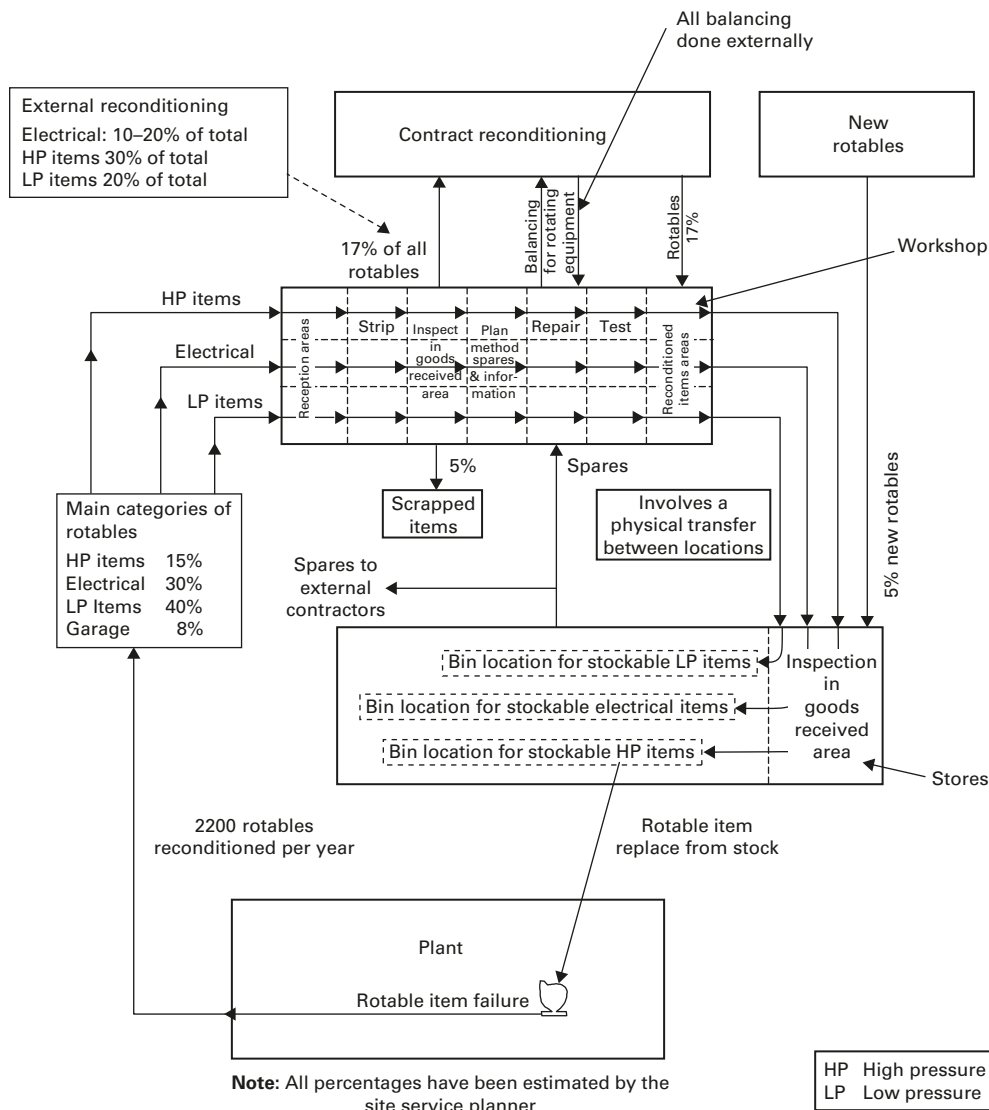 All balancing
done externally
External reconditioning
Electrical: 10–20% of total
HP items 30% of total
LP items 20% of total
Contract reconditioning
New
rotables
17% of all
rotables
Balancing
for rotating
equipment
Rotables
17%
Workshop
HP items
Electrical
LP items
Reception areas
Strip
Inspect
in
goods
received
area
Plan
method
spares
& infor-
mation
Repair
Test
Reconditioned
items areas
5%
Scrapped
items
Spares
Involves a
physical transfer
between locations
5% new rotables
Main categories of
rotables
HP items 15%
Electrical 30%
LP Items 40%
Garage 8%
Spares to
external
contractors
Bin location for stockable LP items
Bin location for stockable electrical items
Bin location for stockable HP items
Inspection
in
goods
received
area
Stores
2200 rotables
reconditioned per year
Rotable item
replace from stock
Plant
Rotable item failure
Note: All percentages have been estimated by the
site service planner
HP High pressure
LP Low pressure